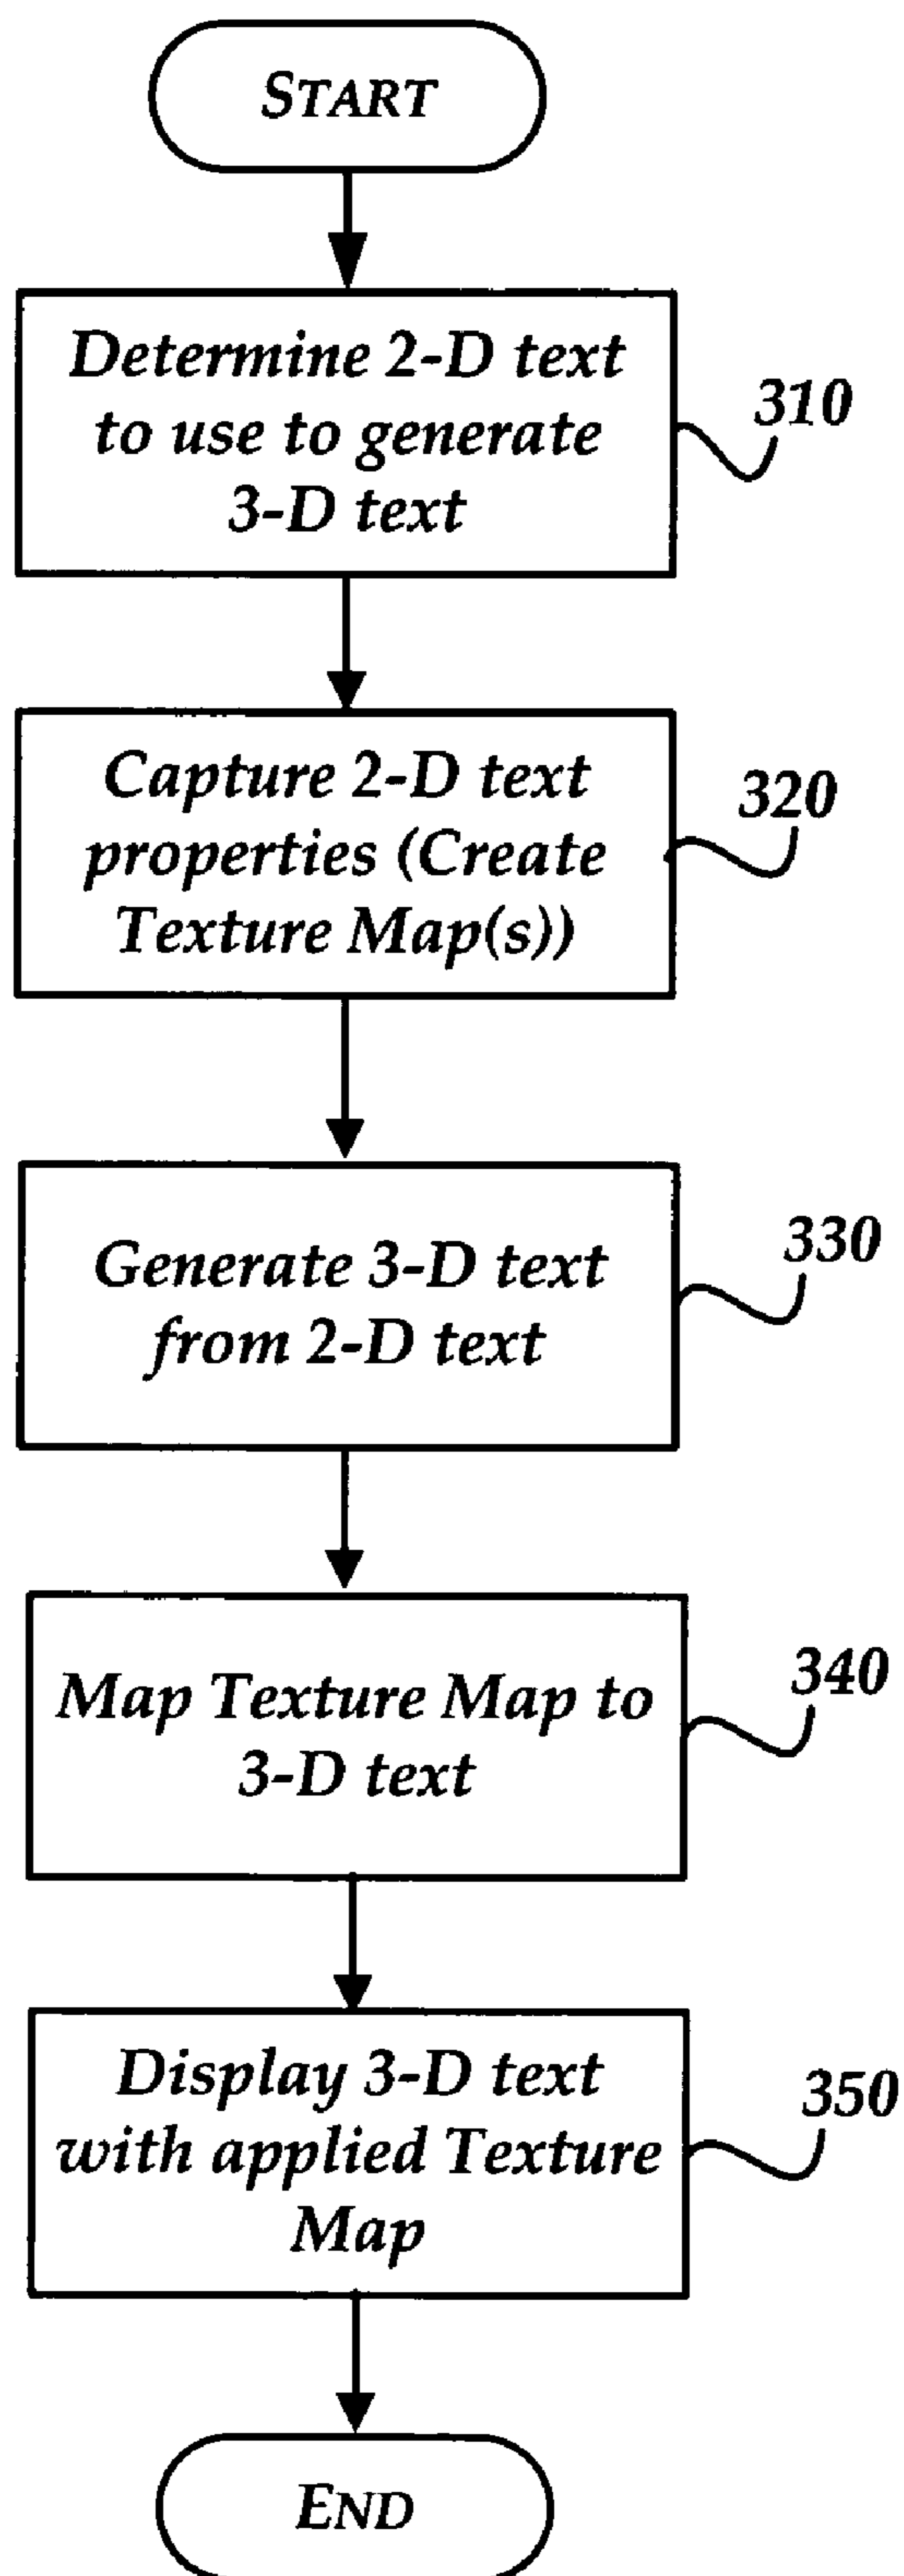 START
Determine 2-D text
to use to generate
3-D text
310
Capture 2-D text
properties (Create
Texture Map(s))
320
Generate 3-D text
from 2-D text
330
Map Texture Map to
3-D text
340
Display 3-D text
with applied Texture
Map
350
END